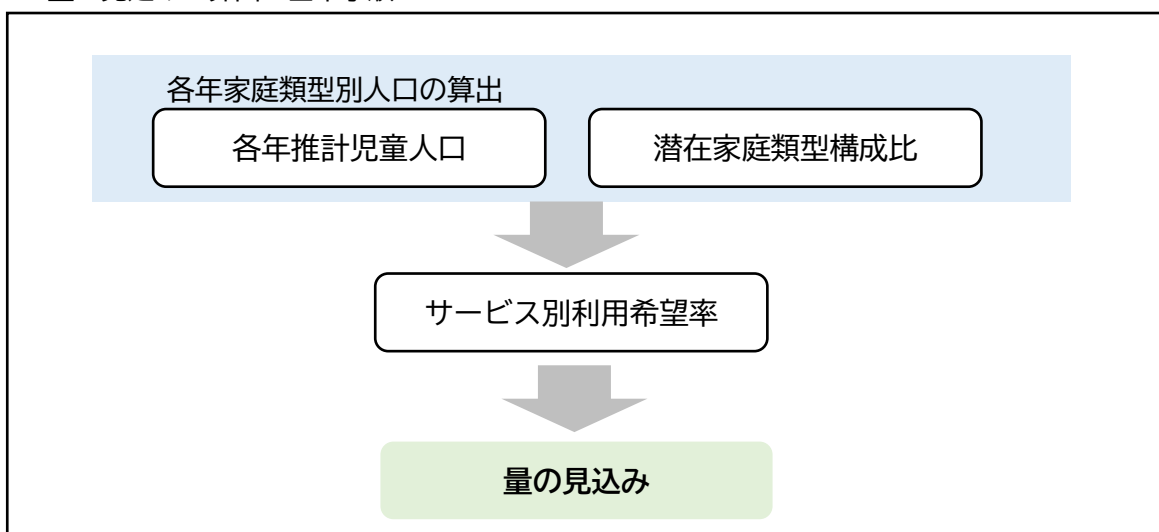 各年家庭類型別人口の算出
各年推計児童人口
潜在家庭類型構成比
サービス別利用希望率
量の見込み